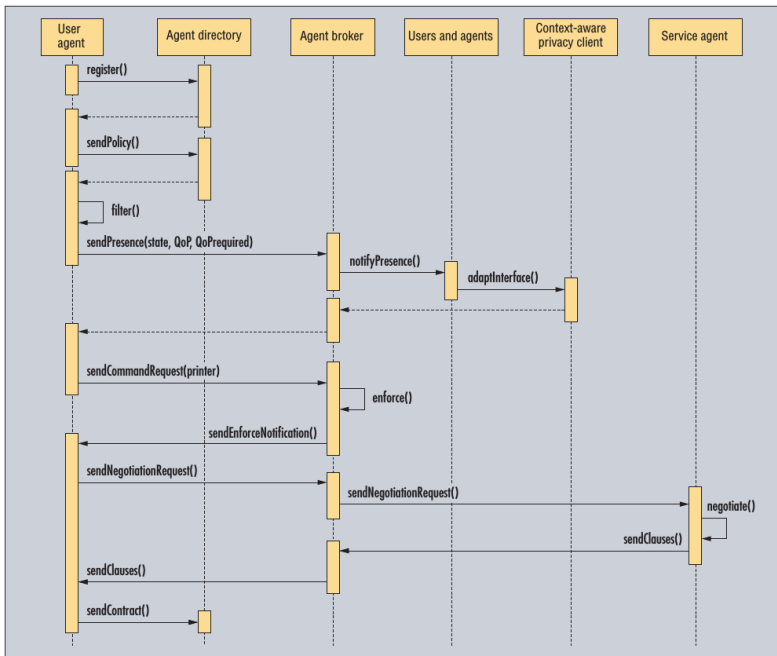 User
agent
Agent directory
Agent broker
Users and agents
Context-aware
privacy client
Service agent
register()
sendPolicy()
filter()
sendPresence(state, QoP, QoPrequired)
notifyPresence()
adaptInterface()
sendCommandRequest(printer)
enforce()
sendEnforceNotification()
sendNegotiationRequest()
sendNegotiationRequest()
negotiate()
sendClauses()
sendClauses()
sendContract()